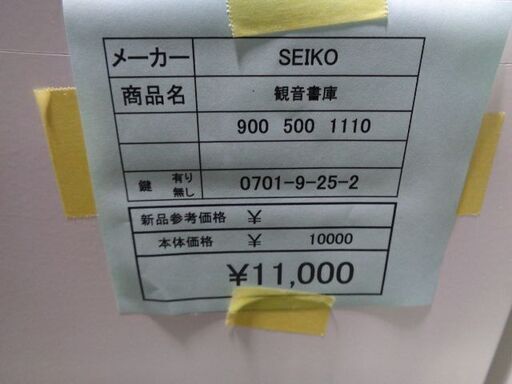 メーカー SEIKO
商品名 観音書庫
900 500 1110
鍵 有り 無し 0701-9-25-2
新品参考価格 ¥
本体価格 ¥ 10000
¥11,000